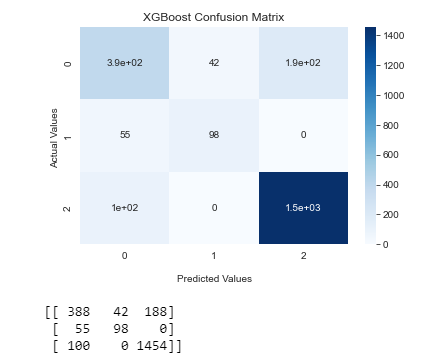 XGBoost Confusion Matrix
Actual Values
0
3.9e+02 42 1.9e+02
1
55 98 0
2
1e+02 0 1.5e+03
0 1 2
Predicted Values
1400
1200
1000
800
600
400
200
0
[[ 388 42 188]
[ 55 98 0]
[ 100 0 1454]]